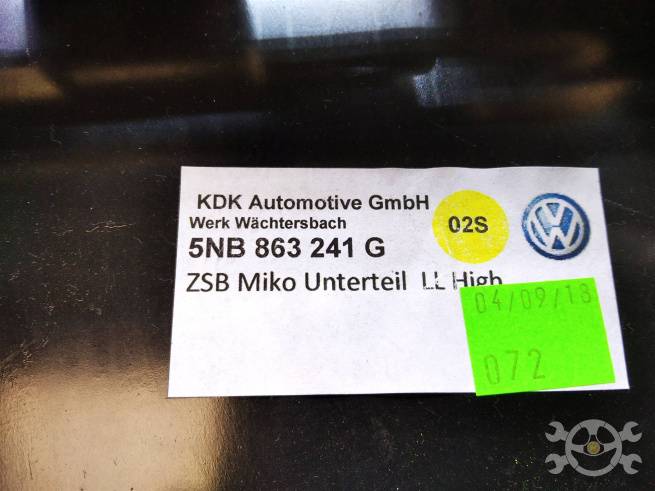 KDK Automotive GmbH
Werk Wächtersbach
02S
5NB 863 241 G
ZSB Miko Unterteil LL High
04/09/18
072